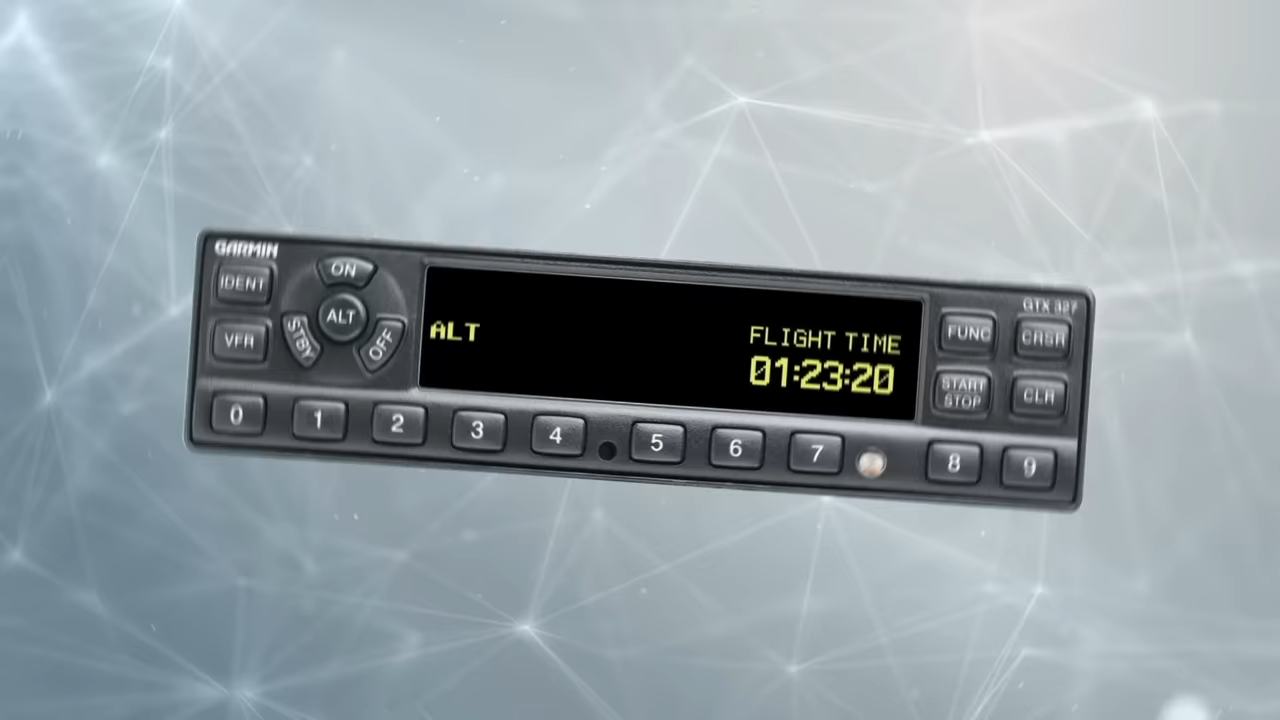 GARMIN
IDENT
ON
ALT
VFR
STBY
OFF
ALT
FLIGHT TIME
01:23:20
GTX 327
FUNC
CRSR
START
STOP
CLR
0 1 2 3 4 5 6 7 8 9